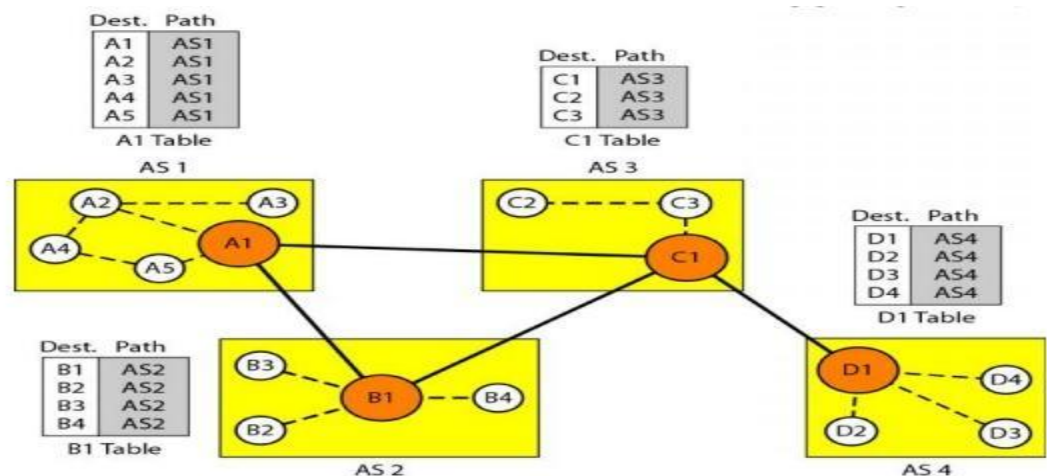 Dest. Path
A1 AS1
A2 AS1
A3 AS1
A4 AS1
A5 AS1
A1 Table
AS 1
Dest. Path
C1 AS3
C2 AS3
C3 AS3
C1 Table
AS 3
A2
A3
A4
A5
A1
C2
C3
C1
Dest. Path
D1 AS4
D2 AS4
D3 AS4
D4 AS4
D1 Table
Dest. Path
B1 AS2
B2 AS2
B3 AS2
B4 AS2
B1 Table
B3
B1
B4
B2
AS 2
D1
D4
D2
D3
AS 4